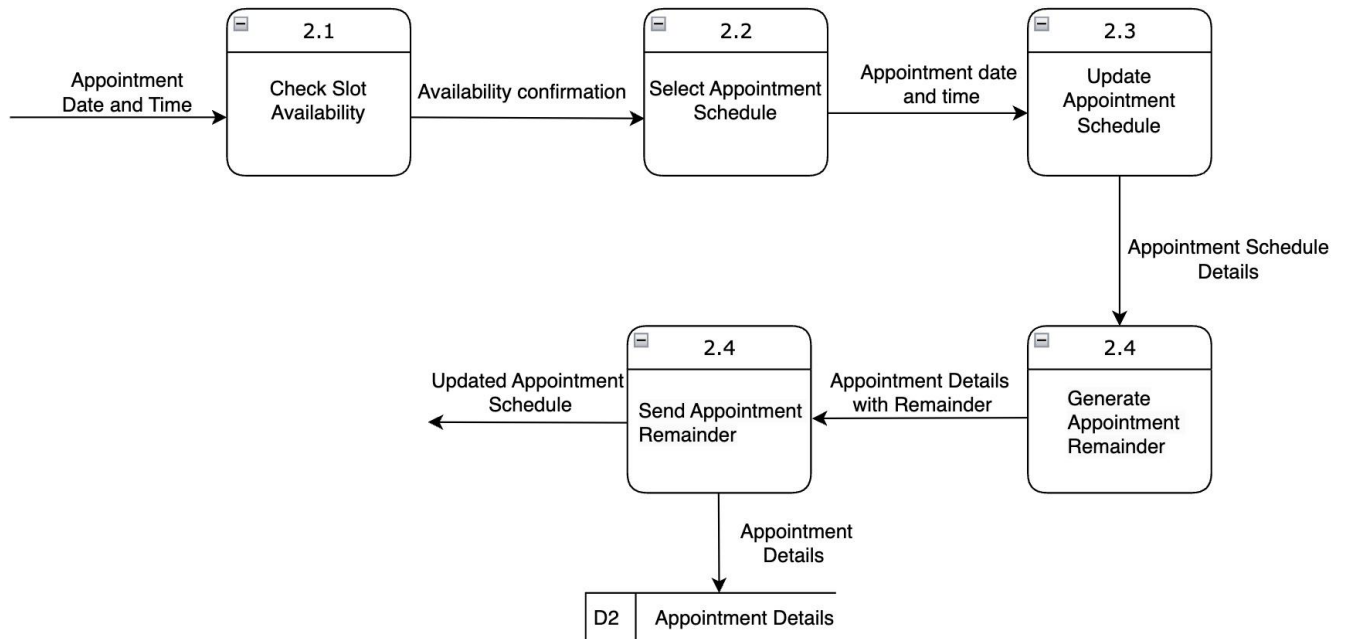 2.1
2.2
2.3
Appointment
Date and Time
Check Slot
Availability
Availability confirmation
Select Appointment
Schedule
Appointment date
and time
Update
Appointment
Schedule
Appointment Schedule
Details
2.4
Generate
Appointment
Remainder
Appointment Details
with Remainder
2.4
Send Appointment
Remainder
Updated Appointment
Schedule
Appointment
Details
D2
Appointment Details